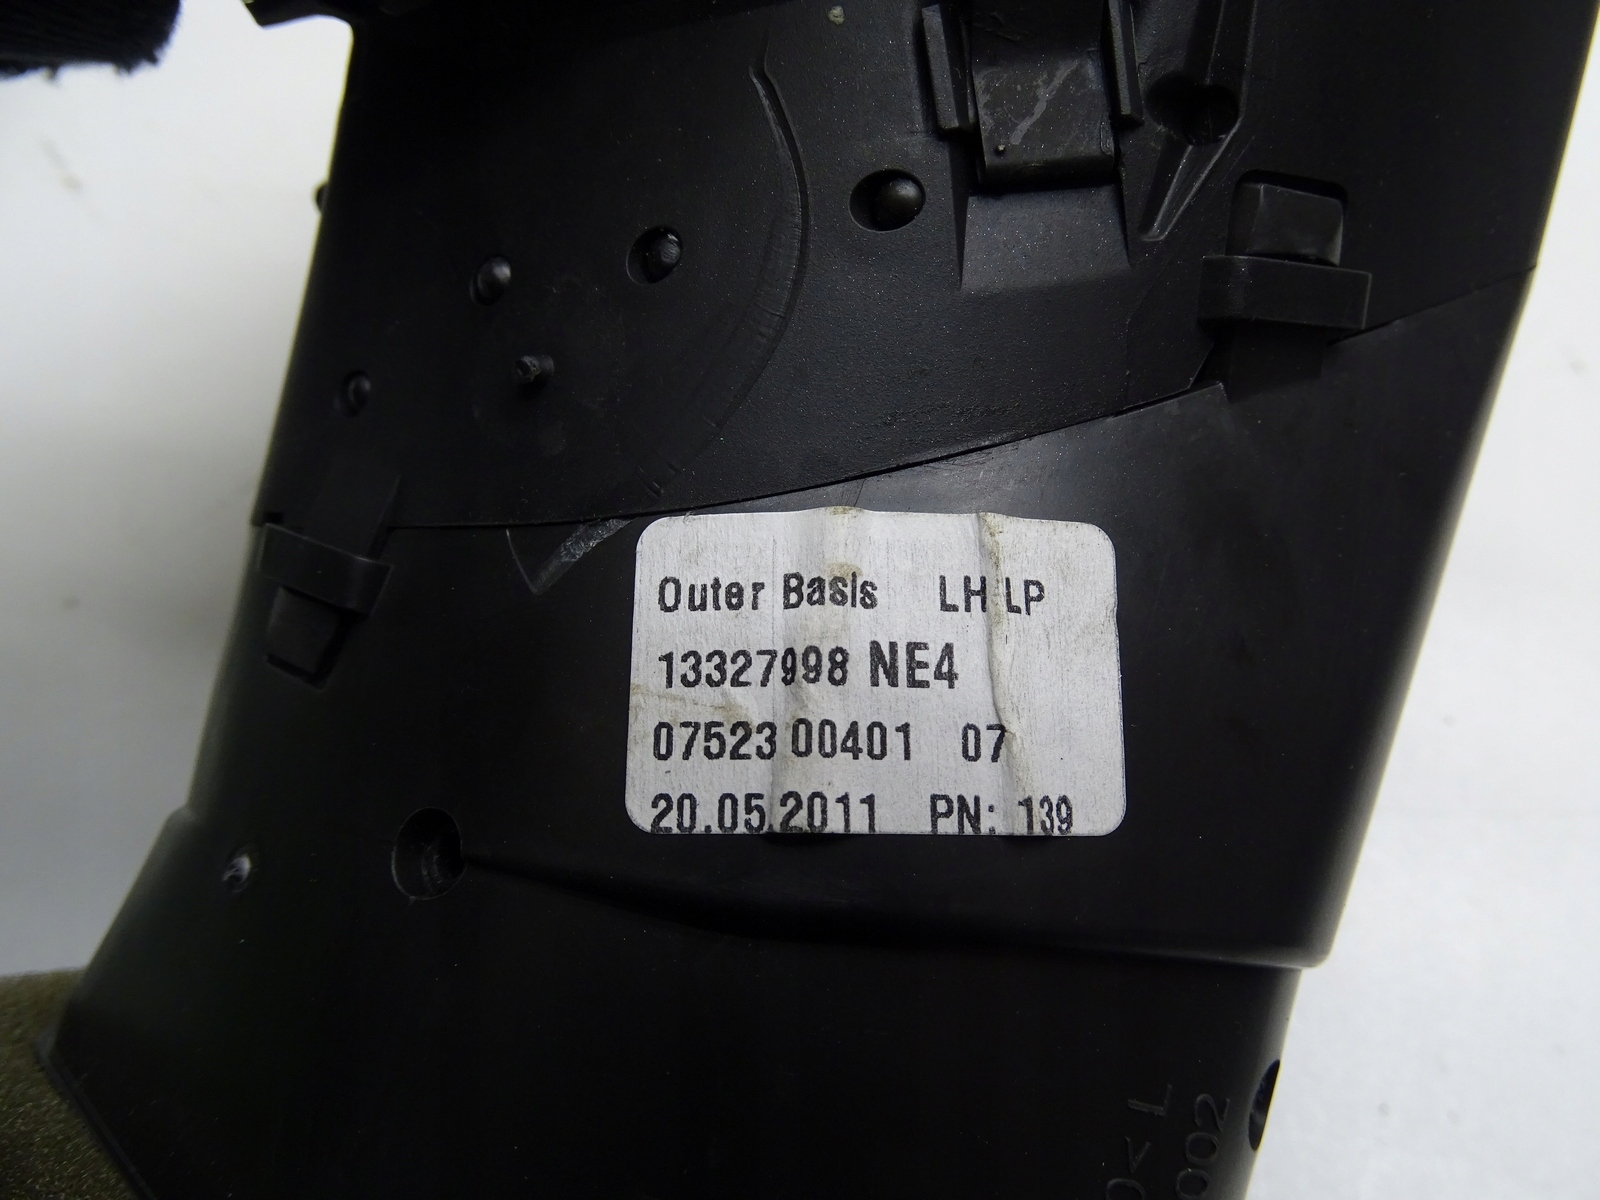 Outer Basis LH LP
13327998 NE4
07523 00401 07
20.05.2011 PN: 139